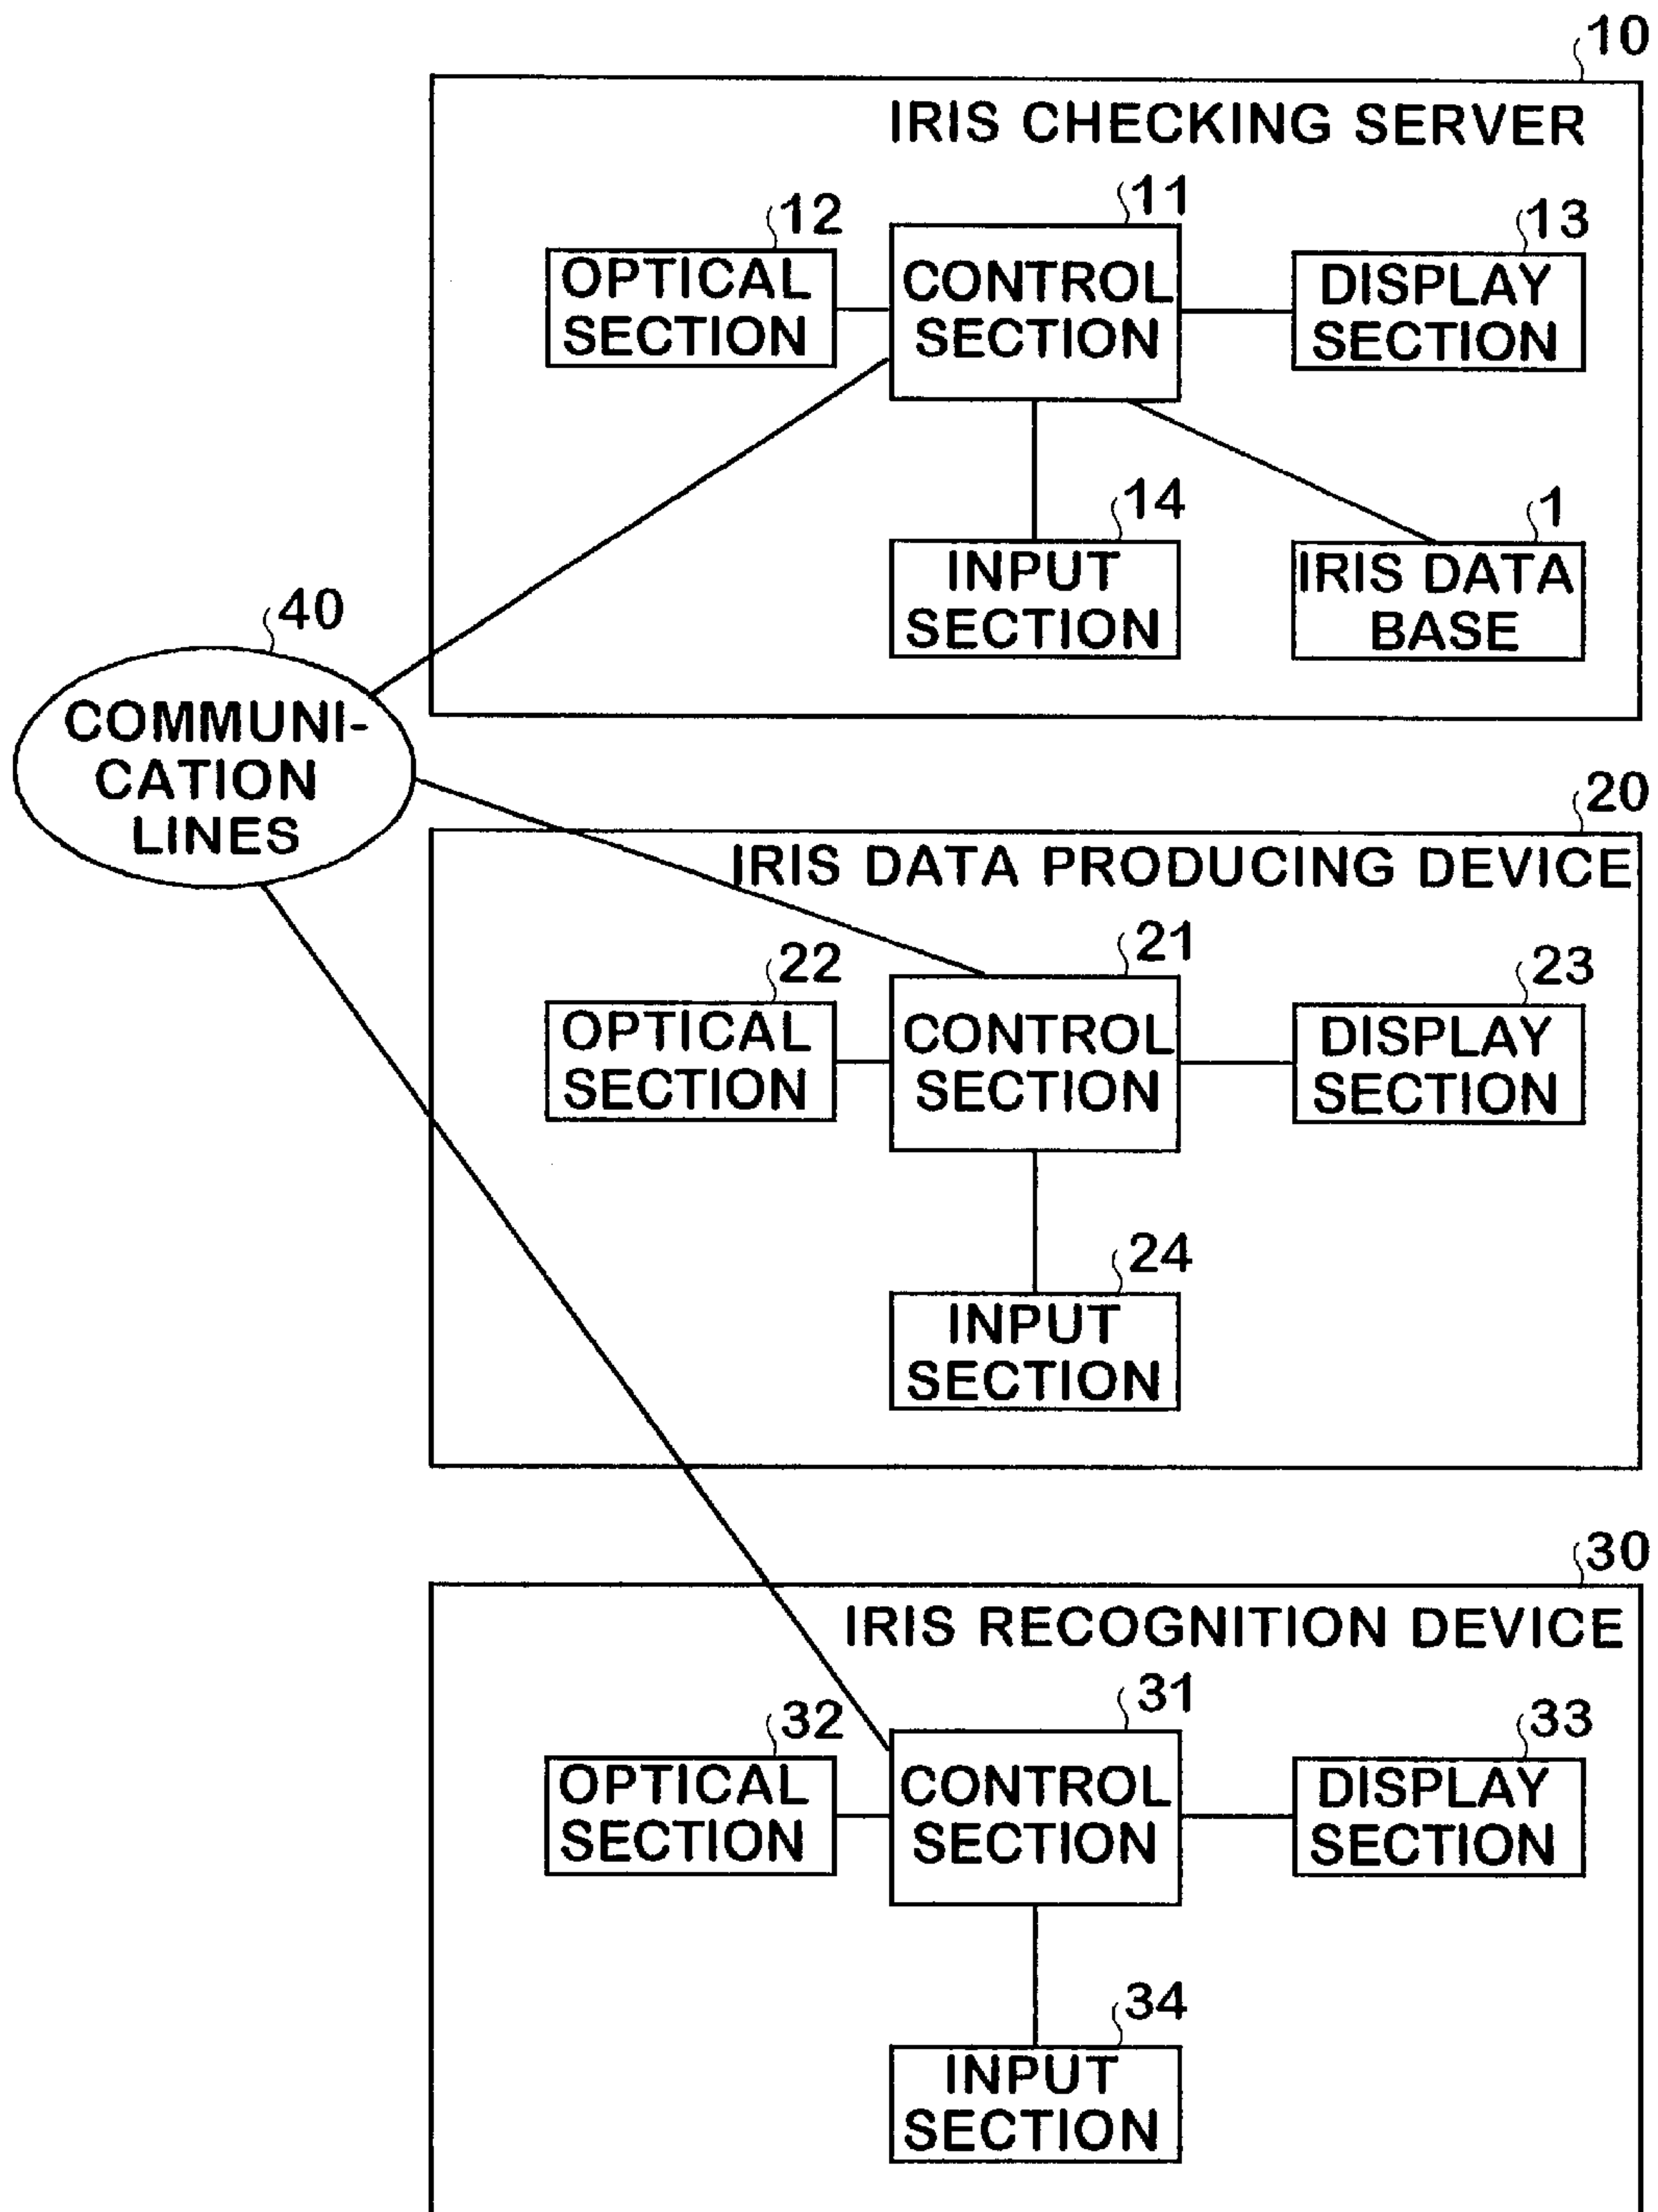 10
IRIS CHECKING SERVER
12
11
13
OPTICAL
SECTION
CONTROL
SECTION
DISPLAY
SECTION
14
1
INPUT
SECTION
IRIS DATA
BASE
40
COMMUNI-
CATION
LINES
20
IRIS DATA PRODUCING DEVICE
22
21
23
OPTICAL
SECTION
CONTROL
SECTION
DISPLAY
SECTION
24
INPUT
SECTION
30
IRIS RECOGNITION DEVICE
32
31
33
OPTICAL
SECTION
CONTROL
SECTION
DISPLAY
SECTION
34
INPUT
SECTION